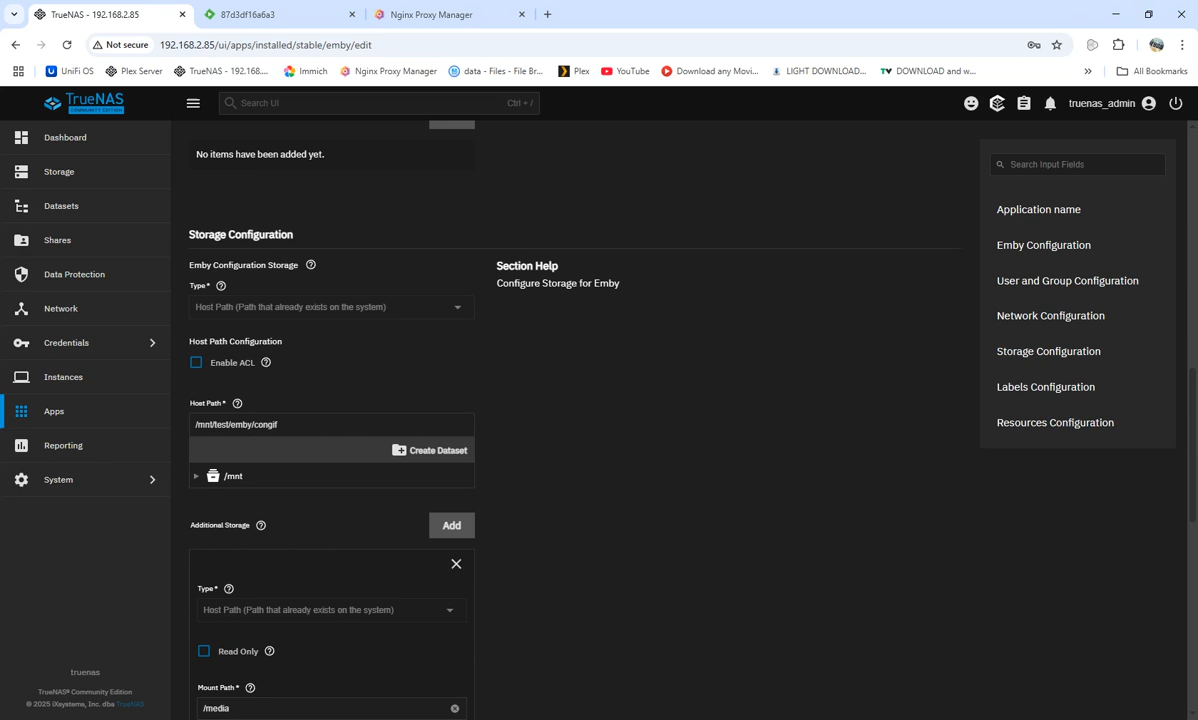 TrueNAS - 192.168.2.85
87d3df16a6a3
Nginx Proxy Manager
Not secure
192.168.2.85/ui/apps/installed/stable/emby/edit
UniFi OS
Plex Server
TrueNAS - 192.168....
Immich
Nginx Proxy Manager
data - Files - File Br...
Plex
YouTube
Download any Movi...
LIGHT DOWNLOAD...
DOWNLOAD and w...
All Bookmarks
TrueNAS
COMMUNITY EDITION
Search UI
Ctrl + /
truenas_admin
Dashboard
Storage
Datasets
Shares
Data Protection
Network
Credentials
Instances
Apps
Reporting
System
truenas
TrueNAS® Community Edition
© 2025 iXsystems, Inc. dba TrueNAS
No items have been added yet.
Storage Configuration
Emby Configuration Storage
Type *
Host Path (Path that already exists on the system)
Host Path Configuration
Enable ACL
Host Path *
/mnt/test/emby/congif
Create Dataset
/mnt
Additional Storage
Add
Type *
Host Path (Path that already exists on the system)
Read Only
Mount Path *
/media
Section Help
Configure Storage for Emby
Search Input Fields
Application name
Emby Configuration
User and Group Configuration
Network Configuration
Storage Configuration
Labels Configuration
Resources Configuration